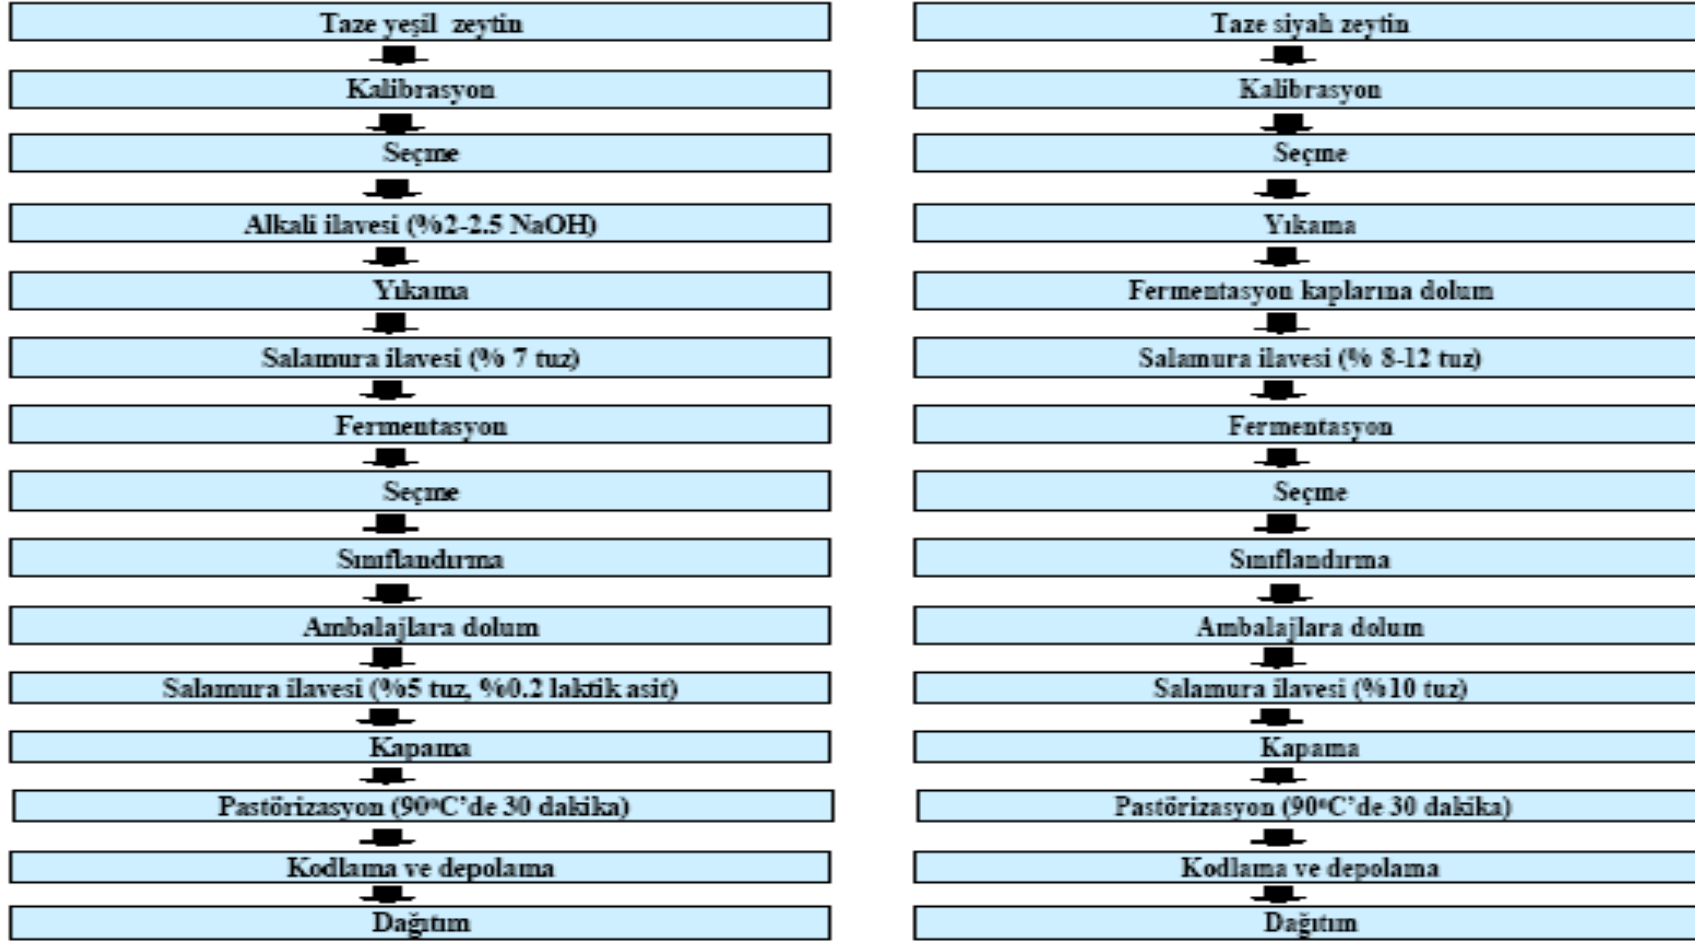 Taze yeşil  zeytin
Kalibrasyon
Seçme
Alkali ilavesi (%2-2.5 NaOH)
Yıkama
Salamura ilavesi (% 7 tuz)
Fermentasyon
Seçme
Sınıflandırma
Ambalajlara dolum
Salamura ilavesi (%5 tuz, %0.2 laktik asit)
Kapama
Pastörizasyon (90ºC’de 30 dakika)
Kodlama ve depolama
Dağıtım
Taze siyah zeytin
Kalibrasyon
Seçme
Yıkama
Fermentasyon kaplarına dolum
Salamura ilavesi (% 8-12 tuz)
Fermentasyon
Seçme
Sınıflandırma
Ambalajlara dolum
Salamura ilavesi (%10 tuz)
Kapama
Pastörizasyon (90ºC’de 30 dakika)
Kodlama ve depolama
Dağıtım